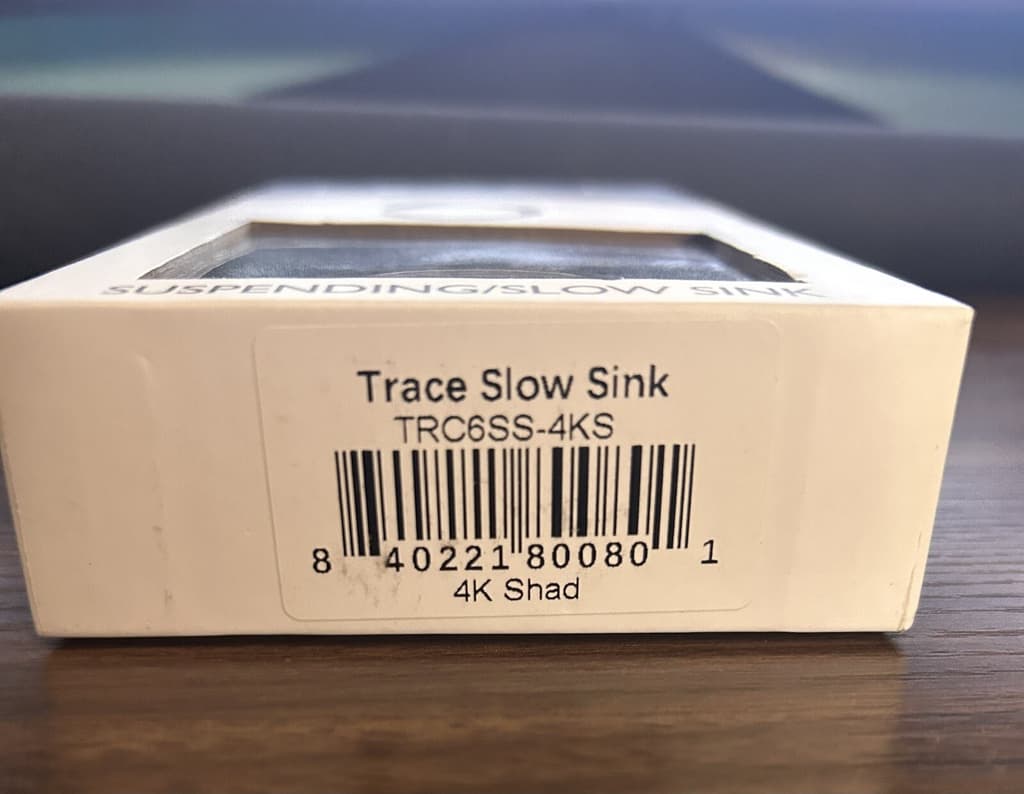 SUSPENDING/SLOW SINK
Trace Slow Sink
TRC6SS-4KS
8 40221 80080 1
4K Shad